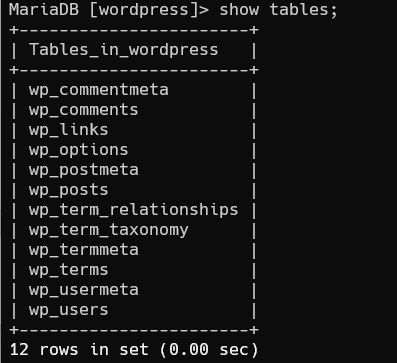 MariaDB [wordpress]> show tables;
+-----------------------+
| Tables_in_wordpress   |
+-----------------------+
| wp_commentmeta        |
| wp_comments           |
| wp_links              |
| wp_options            |
| wp_postmeta           |
| wp_posts              |
| wp_term_relationships |
| wp_term_taxonomy      |
| wp_termmeta           |
| wp_terms              |
| wp_usermeta           |
| wp_users              |
+-----------------------+
12 rows in set (0.00 sec)